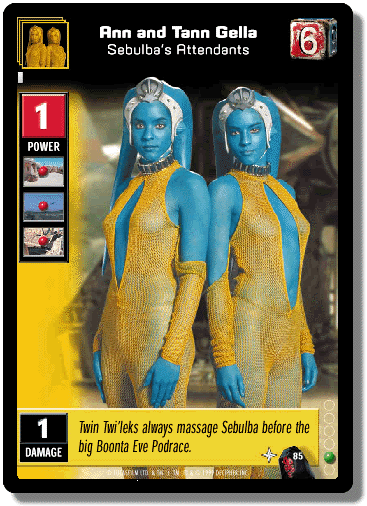 Ann and Tann Gella
Sebulba's Attendants
6
1
POWER
1
DAMAGE
Twin Twi'leks always massage Sebulba before the
big Boonta Eve Podrace.
85